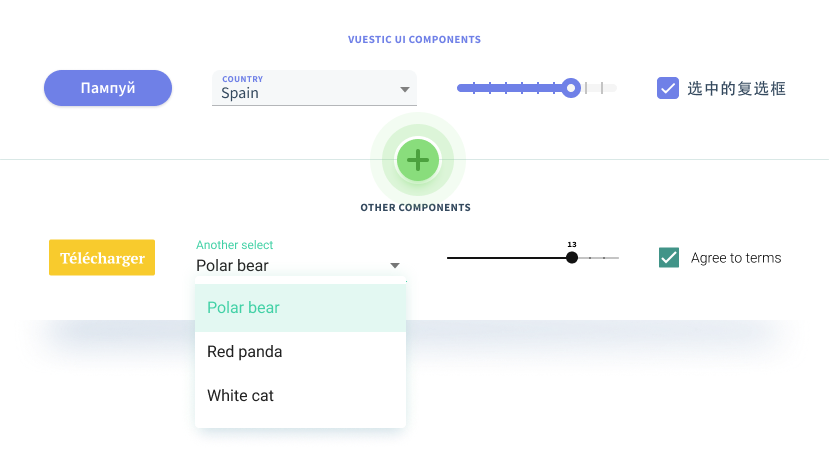 VUESTIC UI COMPONENTS
Пампуй
COUNTRY
Spain
选中的复选框
OTHER COMPONENTS
Télécharger
Another select
Polar bear
13
Agree to terms
Polar bear
Red panda
White cat